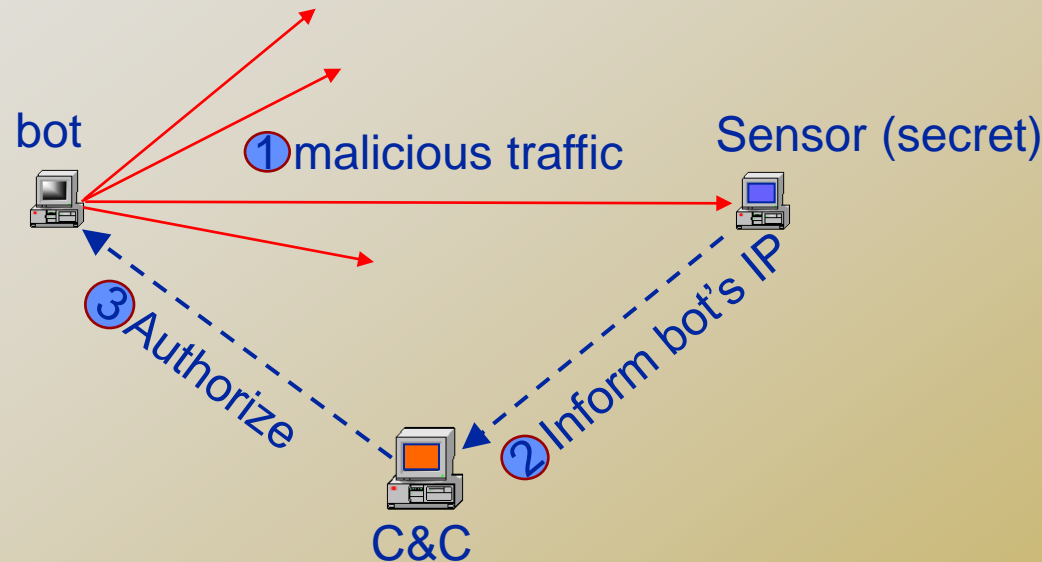 bot
① malicious traffic
Sensor (secret)
② Inform bot's IP
③ Authorize
C&C